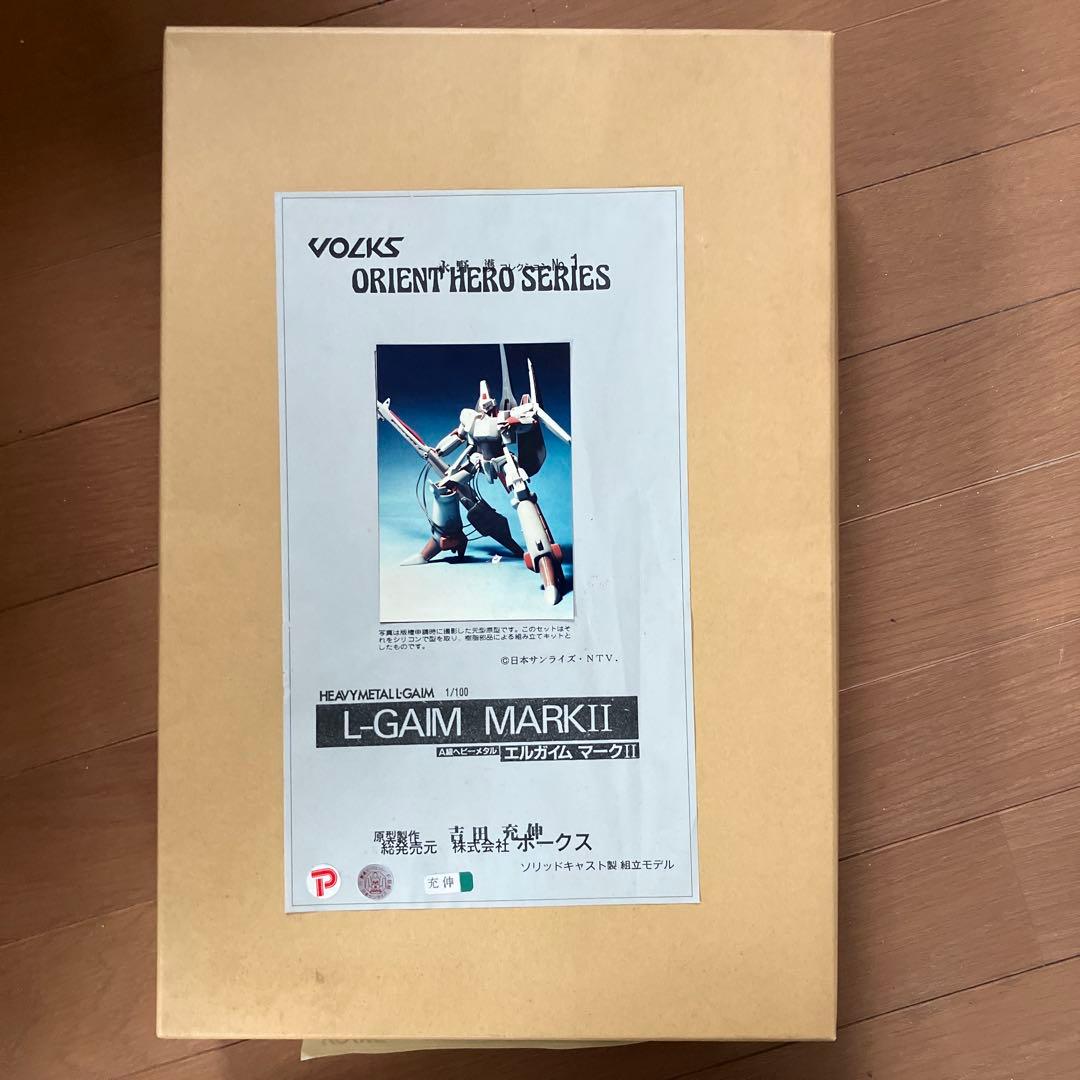 VOLKS
永野 護 コレクション No.1
ORIENT HERO SERIES
写真は版権申請時に撮影した元型原型です。このセットはそ
れをシリコンで型を取り、樹脂部品による組み立てキットと
したものです。
©日本サンライズ・NTV.
HEAVY METAL L-GAIM 1/100
L-GAIM MARKII
A級ヘビーメタル エルガイム マークII
原型製作 吉田 充伸
総発売元 株式会社 ボークス
P
充伸
ソリッドキャスト製 組立モデル